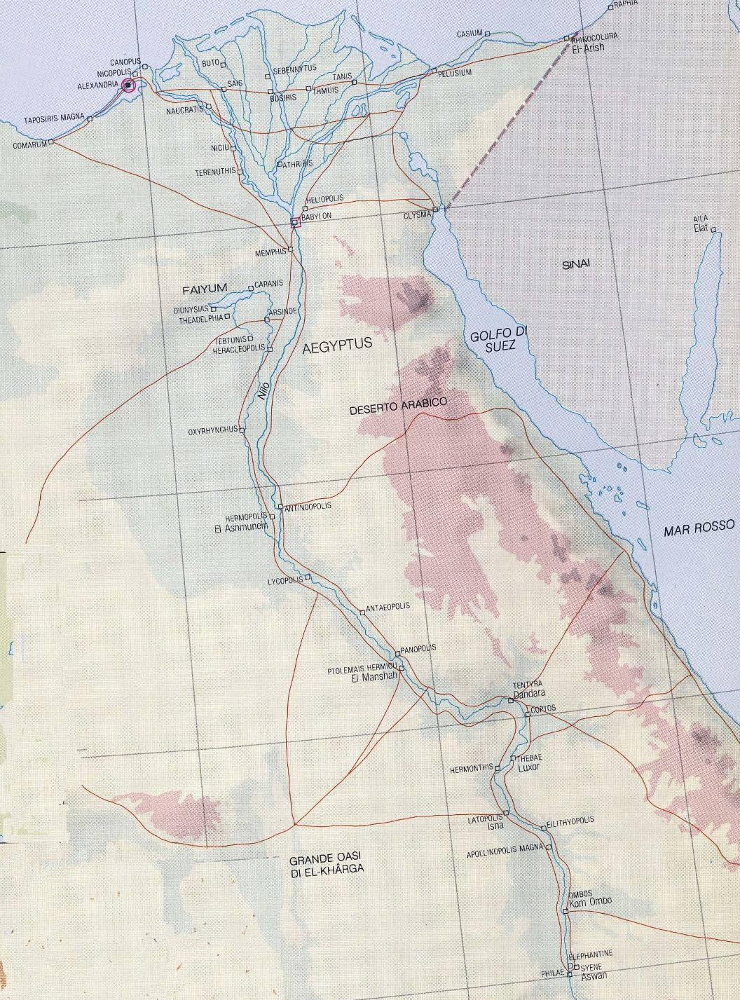 RAPHIA
CASIUM
RHINOCOLURA
El-Arish
CANOPUS
NICOPOLIS
ALEXANDRIA
BUTO
SEBENNYTUS
TANIS
PELUSIUM
SAIS
THMUIS
BUSIRIS
NAUCRATIS
TAPOSIRIS MAGNA
COMARUM
NICIU
ATHRIBIS
TERENUTHIS
HELIOPOLIS
BABYLON
CLYSMA
AILA
Elat
MEMPHIS
SINAI
FAIYUM
CARANIS
DIONYSIAS
THEADELPHIA
ARSINOE
TEBTUNIS
HERACLEOPOLIS
AEGYPTUS
GOLFO DI
SUEZ
Nilo
DESERTO ARABICO
OXYRHYNCHUS
ANTINOOPOLIS
HERMOPOLIS
El Ashmunein
MAR ROSSO
LYCOPOLIS
ANTAEOPOLIS
PANOPOLIS
PTOLEMAIS HERMIOU
El Manshah
TENTYRA
Dandara
COPTOS
THEBAE
Luxor
HERMONTHIS
LATOPOLIS
Isna
EILITHYOPOLIS
APOLLINOPOLIS MAGNA
GRANDE OASI
DI EL-KHÂRGA
OMBOS
Kom Ombo
ELEPHANTINE
SYENE
PHILAE
Aswan